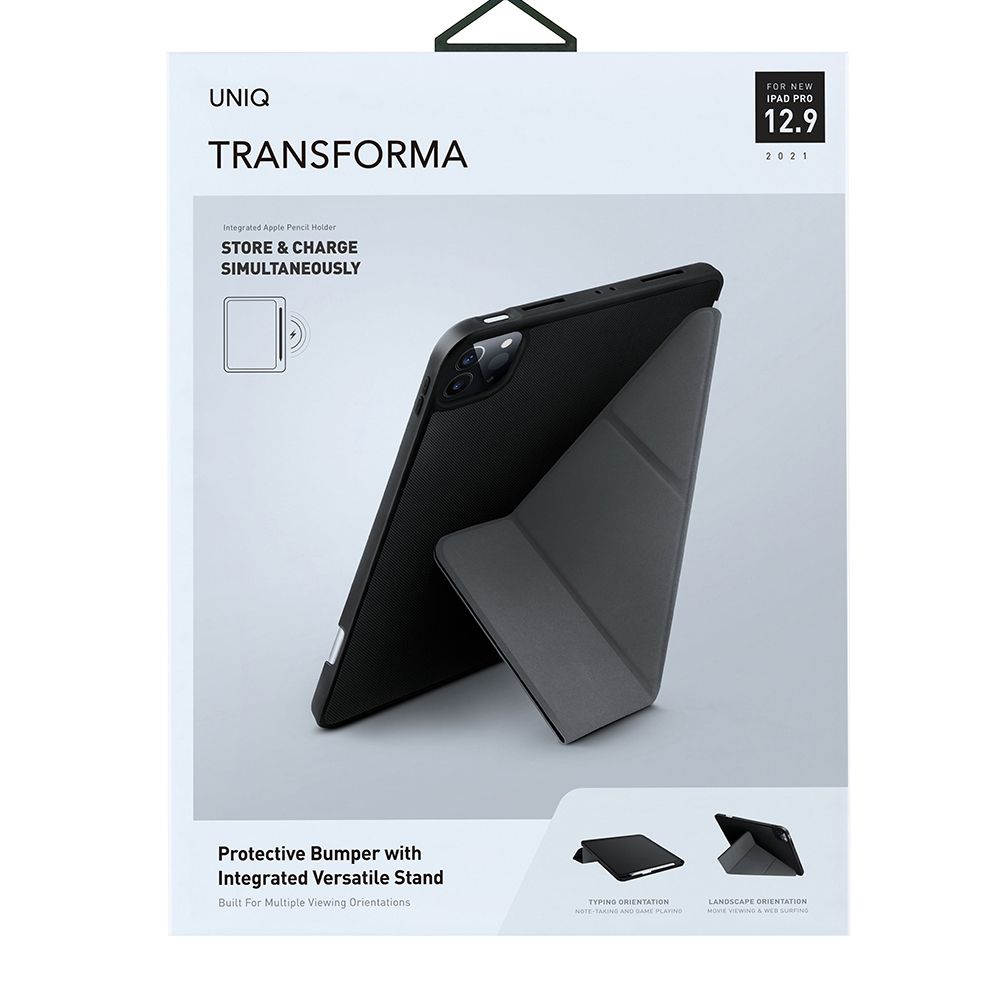 UNIQ
TRANSFORMA
FOR NEW
IPAD PRO
12.9
2021
Integrated Apple Pencil Holder
STORE & CHARGE
SIMULTANEOUSLY
Protective Bumper with
Integrated Versatile Stand
Built For Multiple Viewing Orientations
TYPING ORIENTATION
NOTE-TAKING AND GAME PLAYING
LANDSCAPE ORIENTATION
MOVIE VIEWING & WEB SURFING